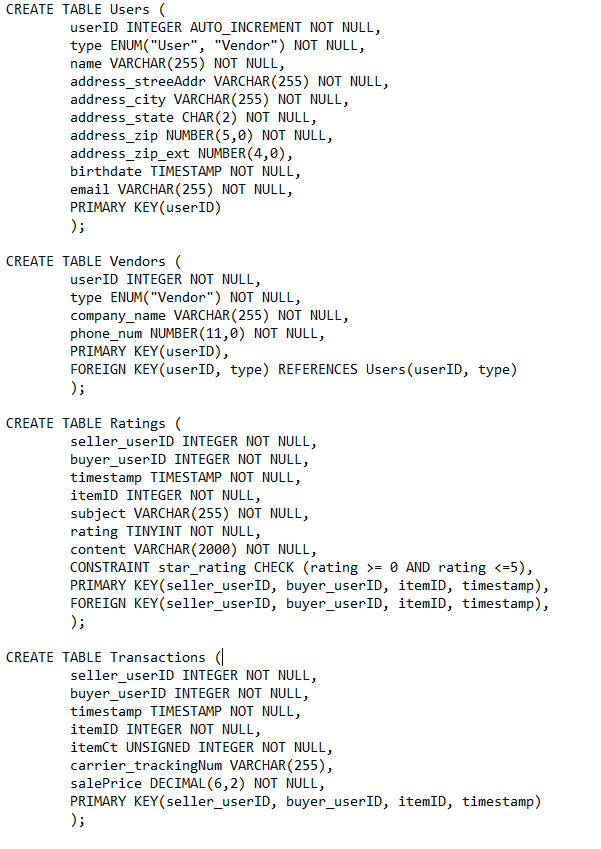 CREATE TABLE Users (
userID INTEGER AUTO_INCREMENT NOT NULL,
type ENUM("User", "Vendor") NOT NULL,
name VARCHAR(255) NOT NULL,
address_streeAddr VARCHAR(255) NOT NULL,
address_city VARCHAR(255) NOT NULL,
address_state CHAR(2) NOT NULL,
address_zip NUMBER(5,0) NOT NULL,
address_zip_ext NUMBER(4,0),
birthdate TIMESTAMP NOT NULL,
email VARCHAR(255) NOT NULL,
PRIMARY KEY(userID)
);
CREATE TABLE Vendors (
userID INTEGER NOT NULL,
type ENUM("Vendor") NOT NULL,
company_name VARCHAR(255) NOT NULL,
phone_num NUMBER(11,0) NOT NULL,
PRIMARY KEY(userID),
FOREIGN KEY(userID, type) REFERENCES Users(userID, type)
);
CREATE TABLE Ratings (
seller_userID INTEGER NOT NULL,
buyer_userID INTEGER NOT NULL,
timestamp TIMESTAMP NOT NULL,
itemID INTEGER NOT NULL,
subject VARCHAR(255) NOT NULL,
rating TINYINT NOT NULL,
content VARCHAR(2000) NOT NULL,
CONSTRAINT star_rating CHECK (rating >= 0 AND rating <=5),
PRIMARY KEY(seller_userID, buyer_userID, itemID, timestamp),
FOREIGN KEY(seller_userID, buyer_userID, itemID, timestamp),
);
CREATE TABLE Transactions (
seller_userID INTEGER NOT NULL,
buyer_userID INTEGER NOT NULL,
timestamp TIMESTAMP NOT NULL,
itemID INTEGER NOT NULL,
itemCt UNSIGNED INTEGER NOT NULL,
carrier_trackingNum VARCHAR(255),
salePrice DECIMAL(6,2) NOT NULL,
PRIMARY KEY(seller_userID, buyer_userID, itemID, timestamp)
);